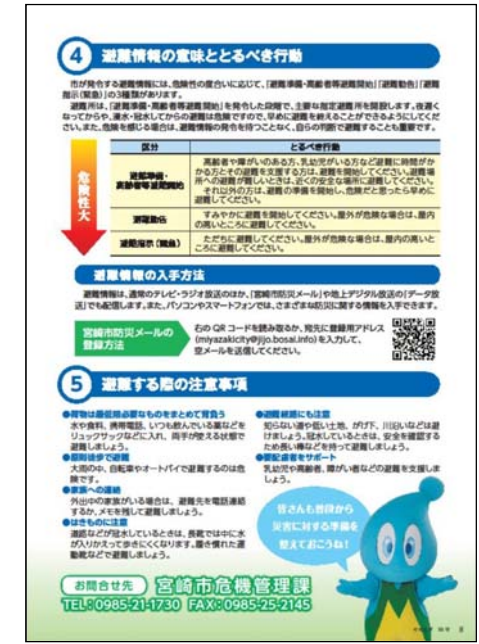 4 避難情報の意味ととるべき行動
市が発令する避難情報には、危険性の度合いに応じて、「避難準備・高齢者等避難開始」「避難勧告」「避難
指示(緊急)」の3種類があります。
避難所は、「避難準備・高齢者等避難開始」を発令した段階で、主要な指定避難所を開設します。夜遅く
なってからや、浸水・冠水してからの避難は危険ですので、早めに避難を終えることができるようにしてくだ
さい。また、危険を感じる場合は、避難情報の発令を待つことなく、自らの判断で避難することも重要です。
危険性大
区分
とるべき行動
避難準備・
高齢者等避難開始
高齢者や障がいのある方、乳幼児がいる方など避難に時間がか
かる方とその避難を支援する方は、避難を開始してください。避難場
所への避難が難しいときは、近くの安全な場所に避難してください。
それ以外の方は、避難の準備を開始し、危険だと思ったら早めに
避難してください。
避難勧告
すみやかに避難を開始してください。屋外が危険な場合は、屋内
の高いところに避難してください。
避難指示(緊急)
ただちに避難してください。屋外が危険な場合は、屋内の高いと
ころに避難してください。
避難情報の入手方法
避難情報は、通常のテレビ・ラジオ放送のほか、「宮崎市防災メール」や地上デジタル放送の「データ放
送」でも配信します。また、パソコンやスマートフォンでは、さまざまな防災に関する情報を入手できます。
宮崎市防災メールの
登録方法
右のQRコードを読み取るか、宛先に登録用アドレス
(miyazakicity@jijo.bosai.info)を入力して、
空メールを送信してください。
5 避難する際の注意事項
●荷物は最低限必要なものをまとめて背負う
水や食料、携帯電話、いつも飲んでいる薬などを
リュックサックなどに入れ、両手が使える状態で
避難しましょう。
●原則徒歩で避難
大雨の中、自転車やオートバイで避難するのは危
険です。
●家族への連絡
外出中の家族がいる場合は、避難先を電話連絡
するか、メモを残して避難しましょう。
●はきものに注意
道路などが冠水しているときは、長靴では中に水
が入りかえって歩きにくくなります。履き慣れた運
動靴などで避難しましょう。
●避難経路にも注意
知らない道や低い土地、がけ下、川沿いなどは避
けましょう。冠水しているときは、安全を確認する
ため長い棒などを持って避難しましょう。
●要配慮者をサポート
乳幼児や高齢者、障がい者などの避難を支援しま
しょう。
皆さんも普段から
災害に対する準備を
整えておこうね!
お問合せ先 宮崎市危機管理課
TEL:0985-21-1730 FAX:0985-25-2145